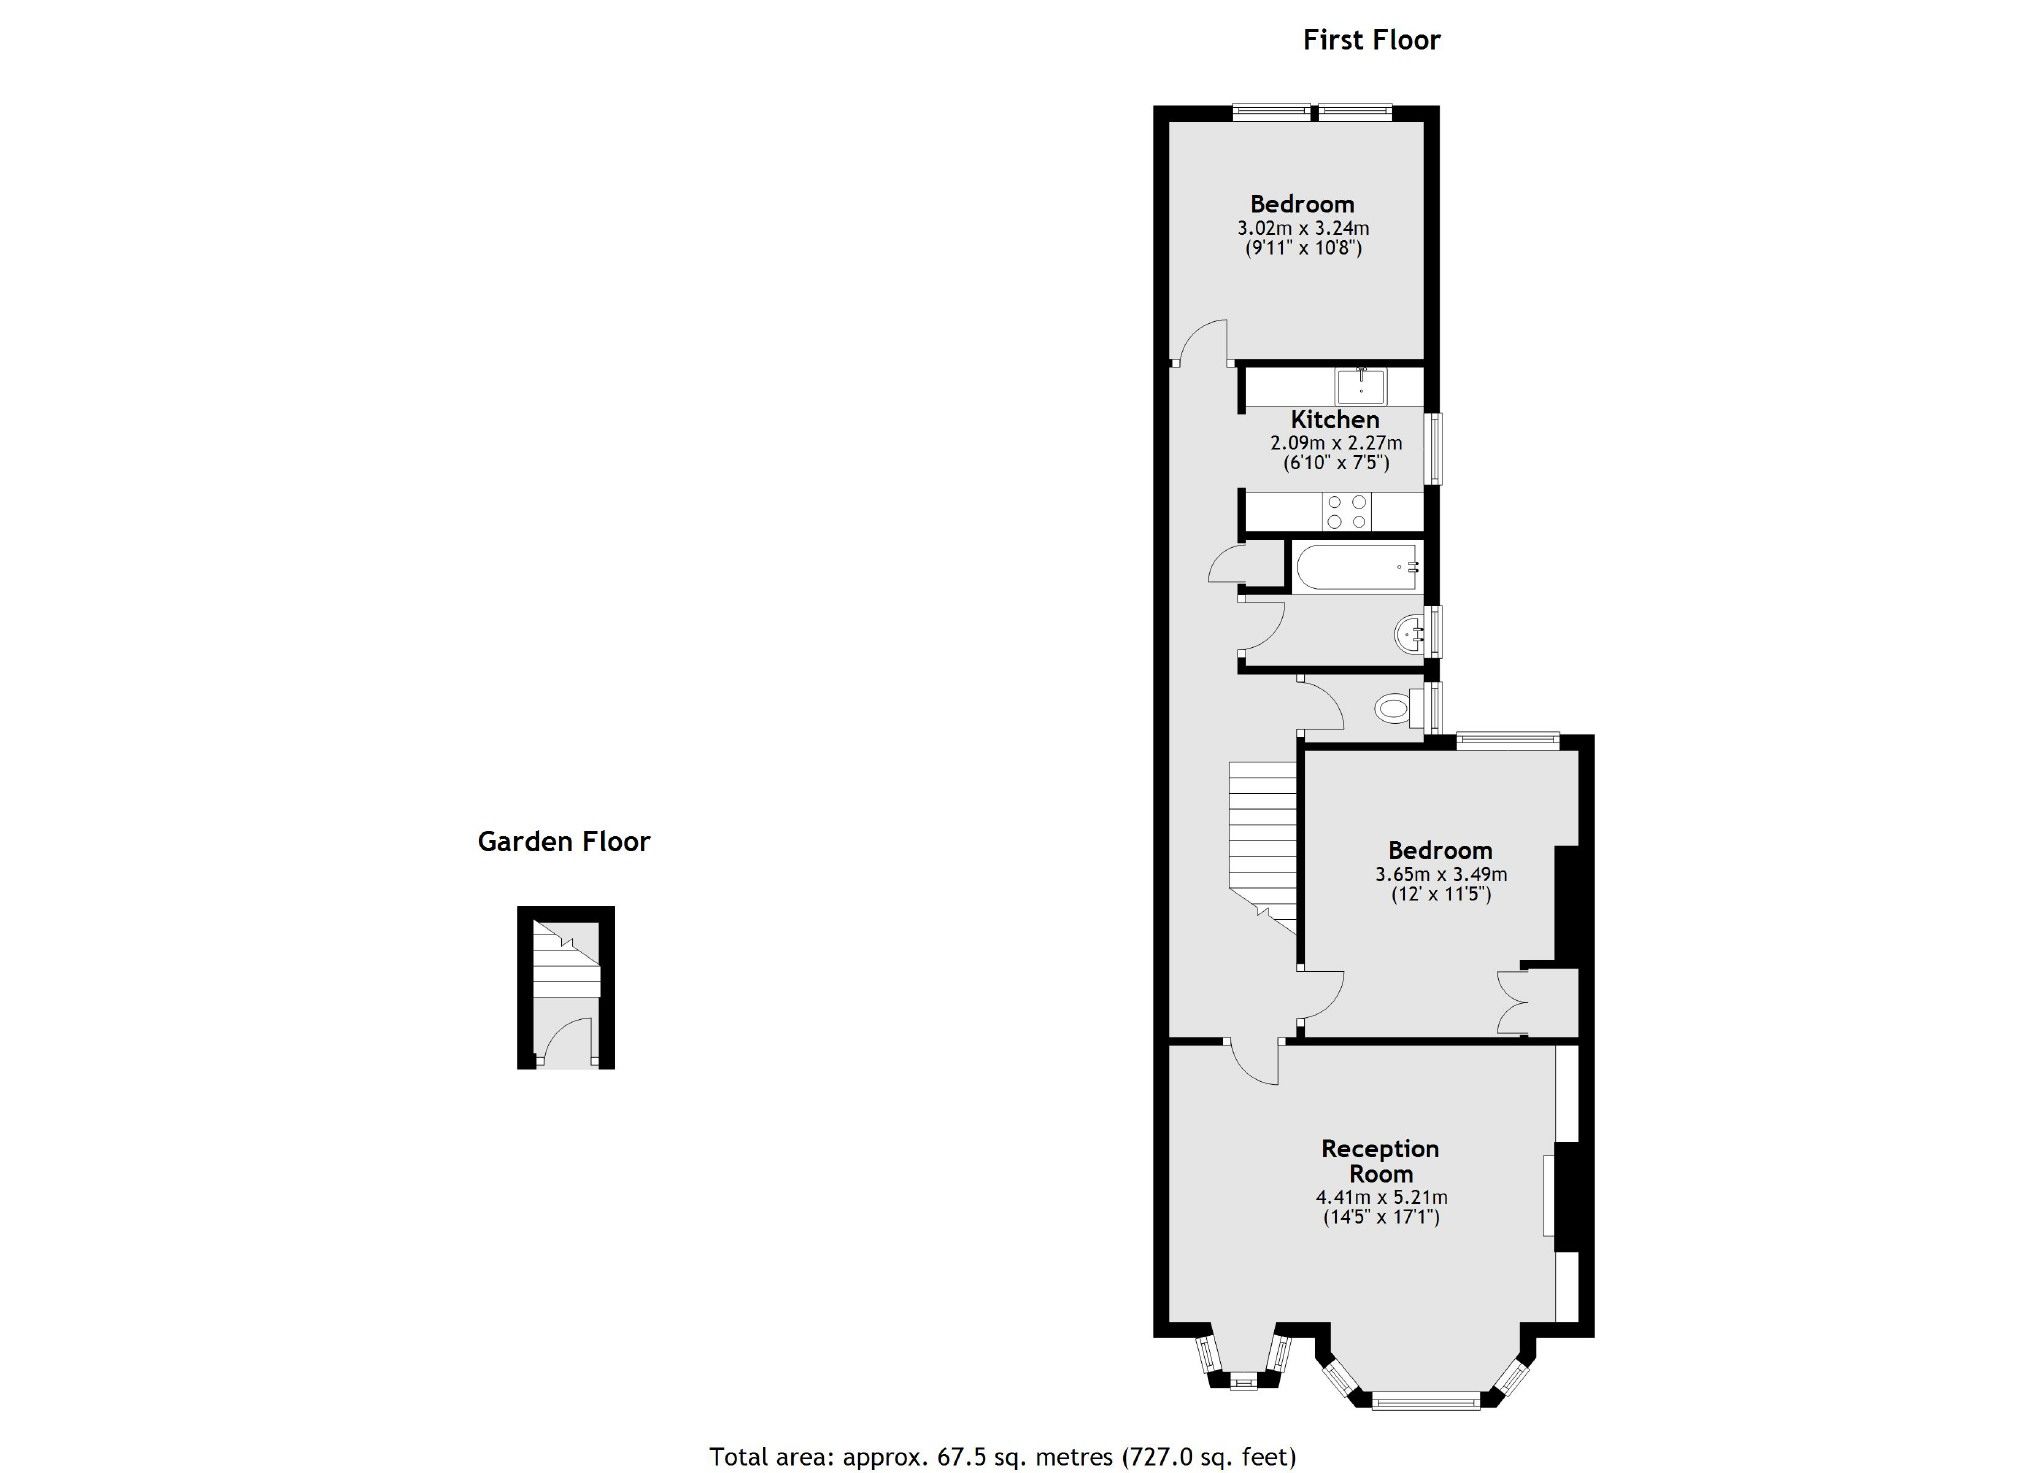 First Floor
Bedroom
3.02m x 3.24m
(9'11" x 10'8")
Kitchen
2.09m x 2.27m
(6'10" x 7'5")
Garden Floor
Bedroom
3.65m x 3.49m
(12' x 11'5")
Reception
Room
4.41m x 5.21m
(14'5" x 17'1")
Total area: approx. 67.5 sq. metres (727.0 sq. feet)